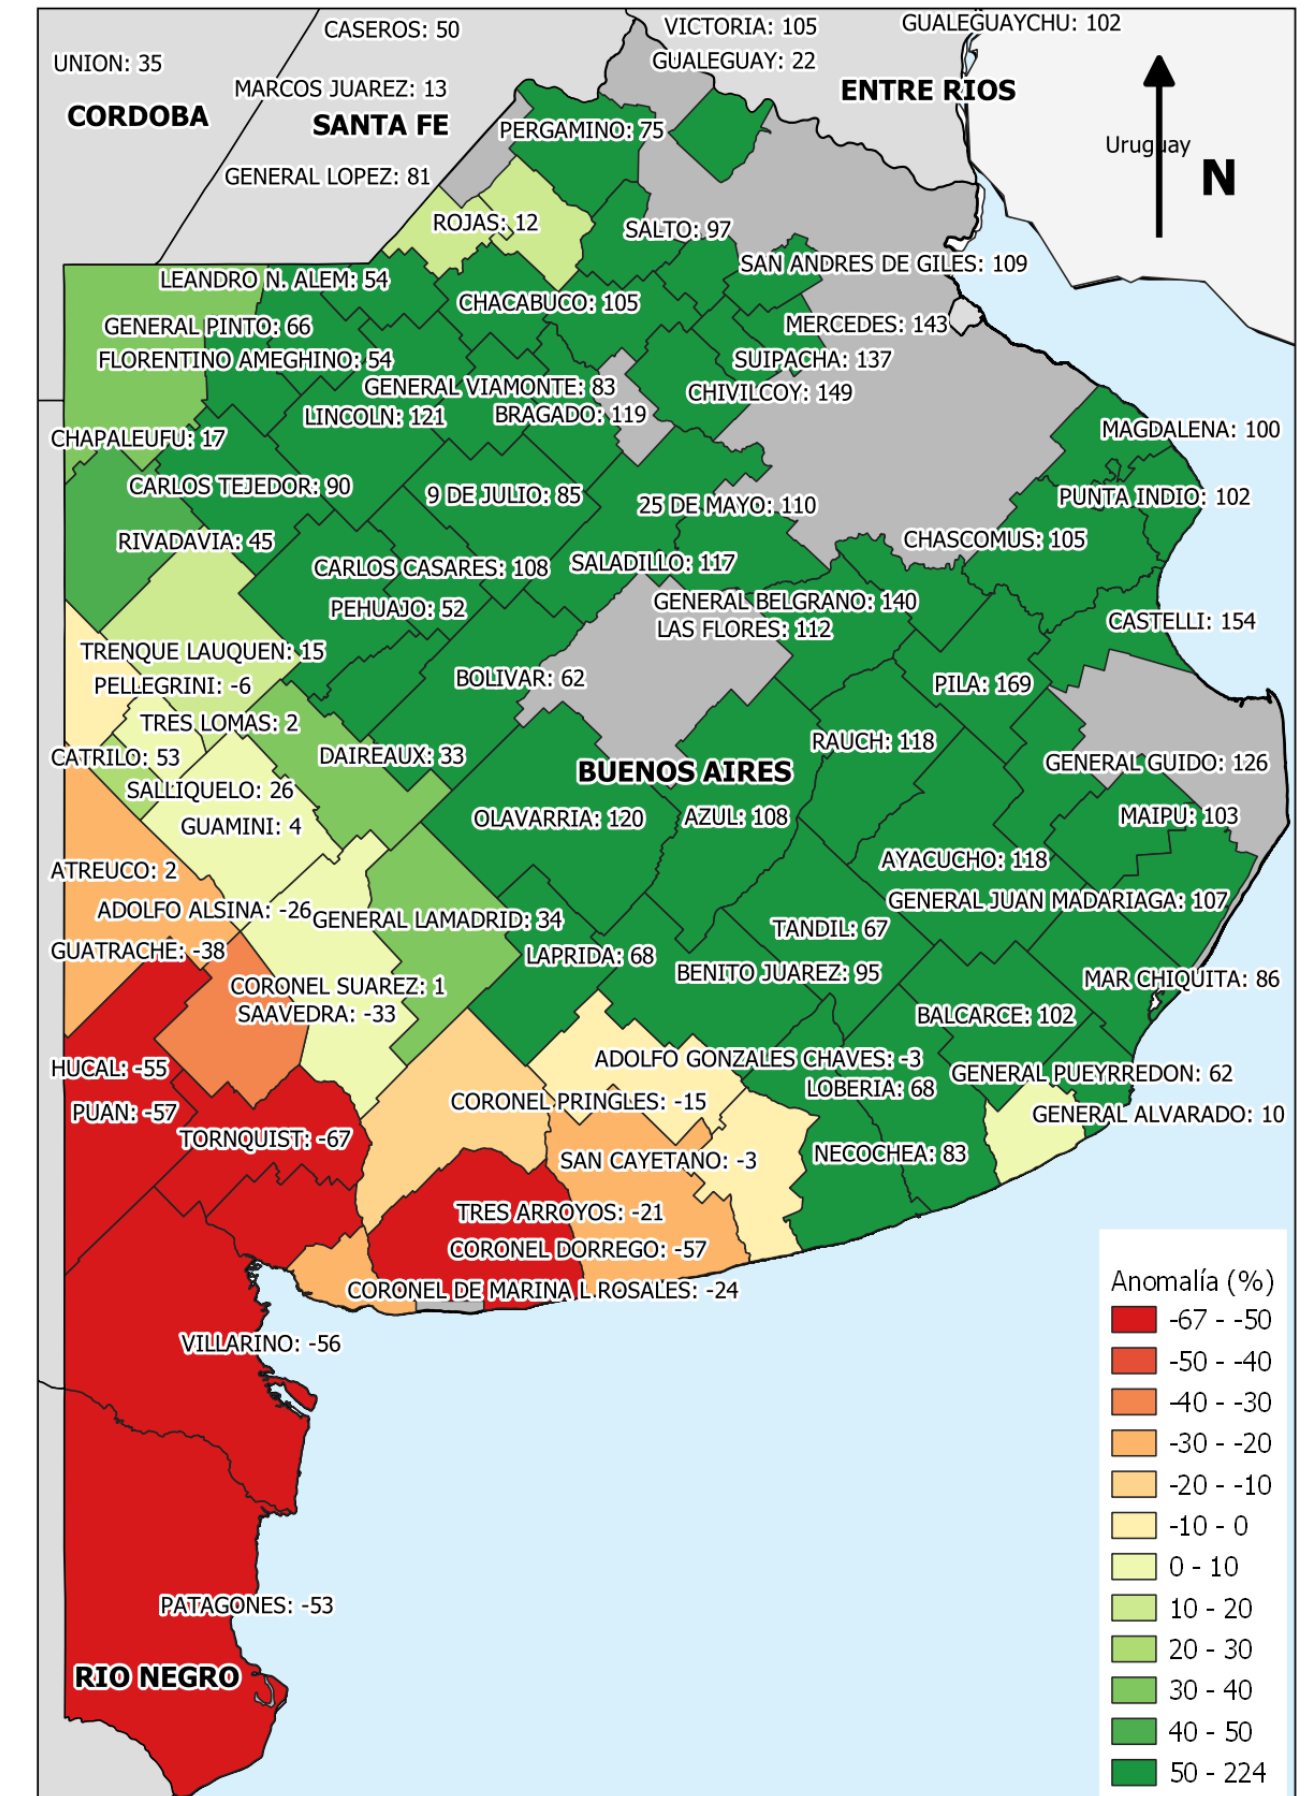 VICTORIA: 105
GUALEGUAYCHU: 102
CASEROS: 50
UNION: 35
GUALEGUAY: 22
MARCOS JUAREZ: 13
ENTRE RIOS
CORDOBA
SANTA FE
PERGAMINO: 75
Uruguay
N
GENERAL LOPEZ: 81
ROJAS: 12
SALTO: 97
SAN ANDRES DE GILES: 109
LEANDRO N. ALEM: 54
CHACABUCO: 105
GENERAL PINTO: 66
MERCEDES: 143
FLORENTINO AMEGHINO: 54
SUIPACHA: 137
GENERAL VIAMONTE: 83
CHIVILCOY: 149
LINCOLN: 121
BRAGADO: 119
MAGDALENA: 100
CHAPALEUFU: 17
CARLOS TEJEDOR: 90
9 DE JULIO: 85
PUNTA INDIO: 102
25 DE MAYO: 110
RIVADAVIA: 45
CHASCOMUS: 105
CARLOS CASARES: 108
SALADILLO: 117
PEHUAJO: 52
GENERAL BELGRANO: 140
CASTELLI: 154
LAS FLORES: 112
TRENQUE LAUQUEN: 15
BOLIVAR: 62
PELLEGRINI: -6
PILA: 169
TRES LOMAS: 2
RAUCH: 118
CATRILO: 53
DAIREAUX: 33
GENERAL GUIDO: 126
BUENOS AIRES
SALLIQUELO: 26
OLAVARRIA: 120
AZUL: 108
MAIPU: 103
GUAMINI: 4
AYACUCHO: 118
ATREUCO: 2
GENERAL JUAN MADARIAGA: 107
ADOLFO ALSINA: -26
GENERAL LAMADRID: 34
TANDIL: 67
GUATRACHE: -38
LAPRIDA: 68
BENITO JUAREZ: 95
MAR CHIQUITA: 86
CORONEL SUAREZ: 1
SAAVEDRA: -33
BALCARCE: 102
ADOLFO GONZALES CHAVES: -3
HUCAL: -55
GENERAL PUEYRREDON: 62
LOBERIA: 68
CORONEL PRINGLES: -15
PUAN: -57
GENERAL ALVARADO: 10
TORNQUIST: -67
NECOCHEA: 83
SAN CAYETANO: -3
TRES ARROYOS: -21
CORONEL DORREGO: -57
CORONEL DE MARINA L.ROSALES: -24
VILLARINO: -56
PATAGONES: -53
RIO NEGRO
Anomalía (%)
-67 - -50
-50 - -40
-40 - -30
-30 - -20
-20 - -10
-10 - 0
0 - 10
10 - 20
20 - 30
30 - 40
40 - 50
50 - 224